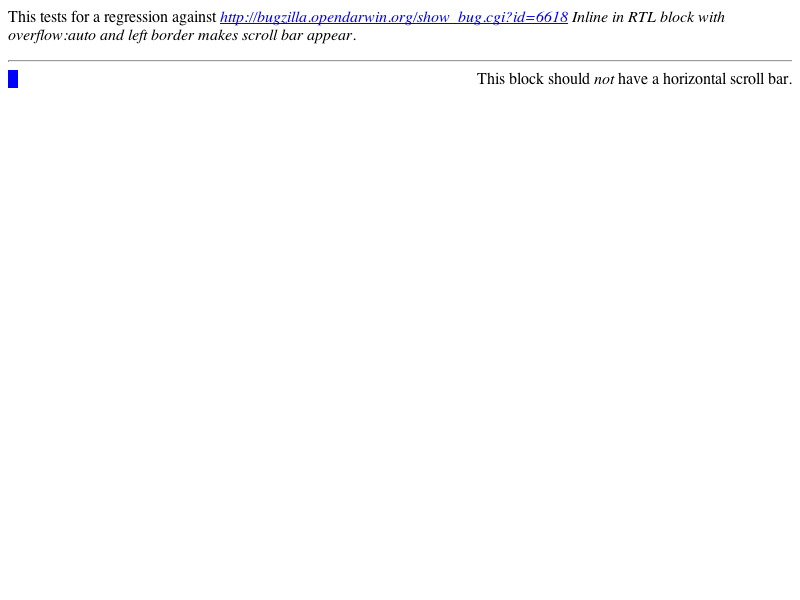 This tests for a regression against http://bugzilla.opendarwin.org/show_bug.cgi?id=6618 Inline in RTL block with
overflow:auto and left border makes scroll bar appear.
This block should not have a horizontal scroll bar.